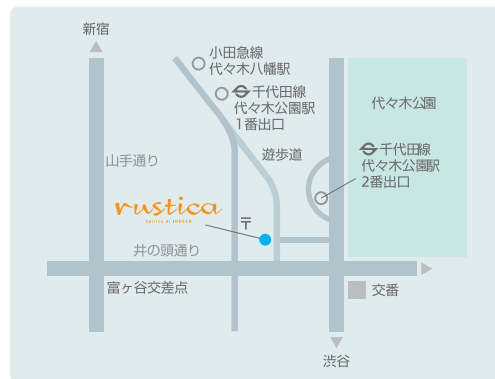 新宿
小田急線
代々木八幡駅
千代田線
代々木公園駅
1番出口
代々木公園
遊歩道
千代田線
代々木公園駅
2番出口
山手通り
rustica
〒
井の頭通り
富ヶ谷交差点
交番
渋谷